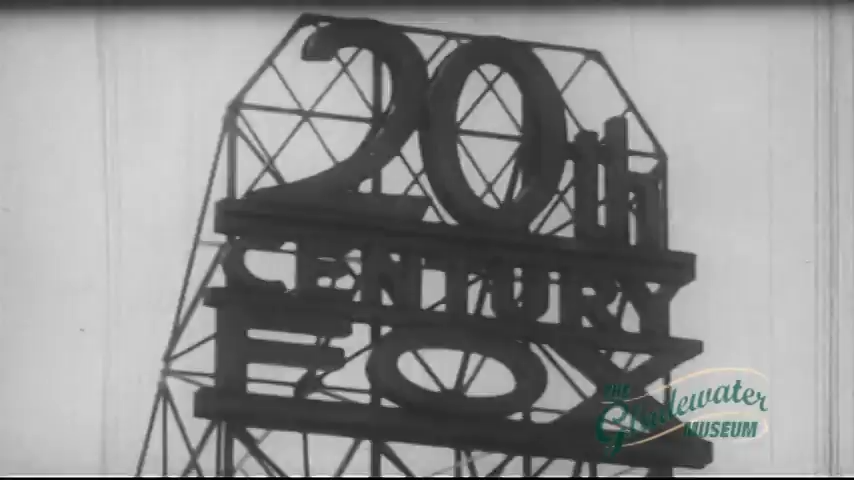 20th
CENTURY
FOX
THE
Gladewater
MUSEUM